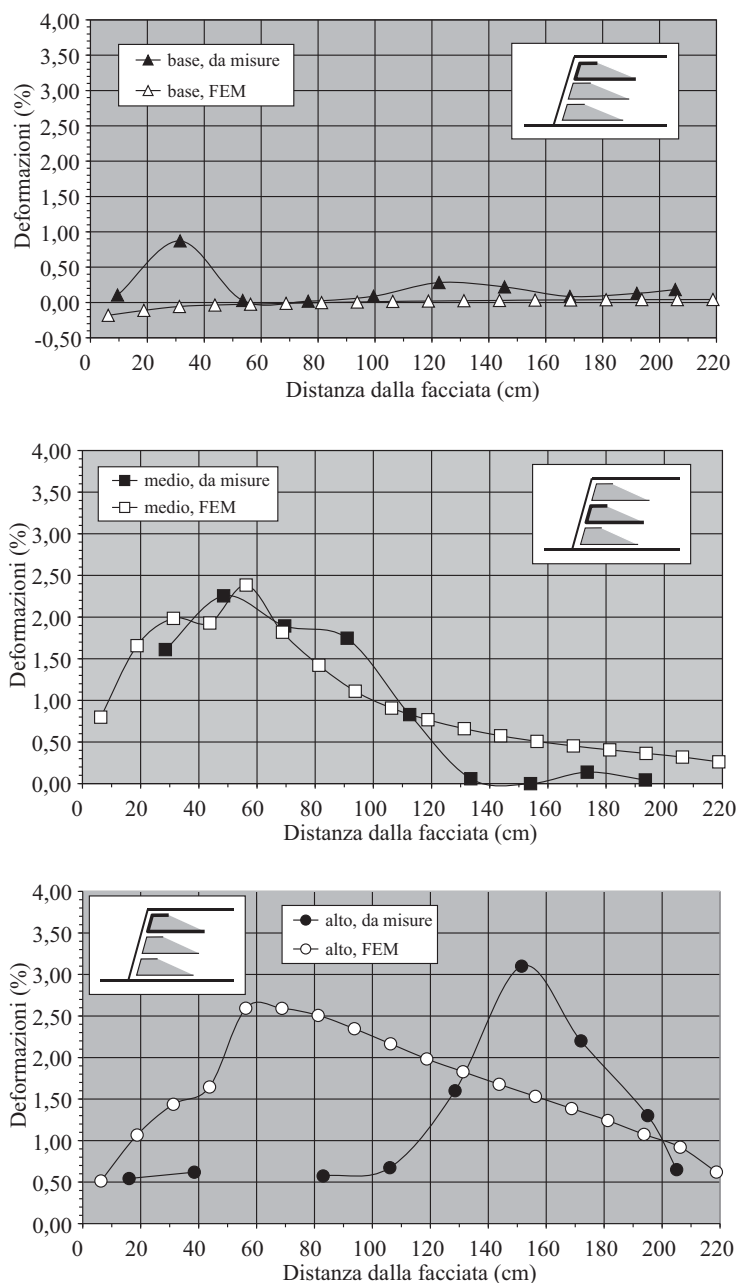 4,00
3,50
3,00
2,50
2,00
1,50
1,00
0,50
0,00
-0,50
Deformazioni (%)
base, da misure
base, FEM
0 20 40 60 80 100 120 140 160 180 200 220
Distanza dalla facciata (cm)
4,00
3,50
3,00
2,50
2,00
1,50
1,00
0,50
0,00
Deformazioni (%)
medio, da misure
medio, FEM
0 20 40 60 80 100 120 140 160 180 200 220
Distanza dalla facciata (cm)
4,00
3,50
3,00
2,50
2,00
1,50
1,00
0,50
0,00
Deformazioni (%)
alto, da misure
alto, FEM
0 20 40 60 80 100 120 140 160 180 200 220
Distanza dalla facciata (cm)